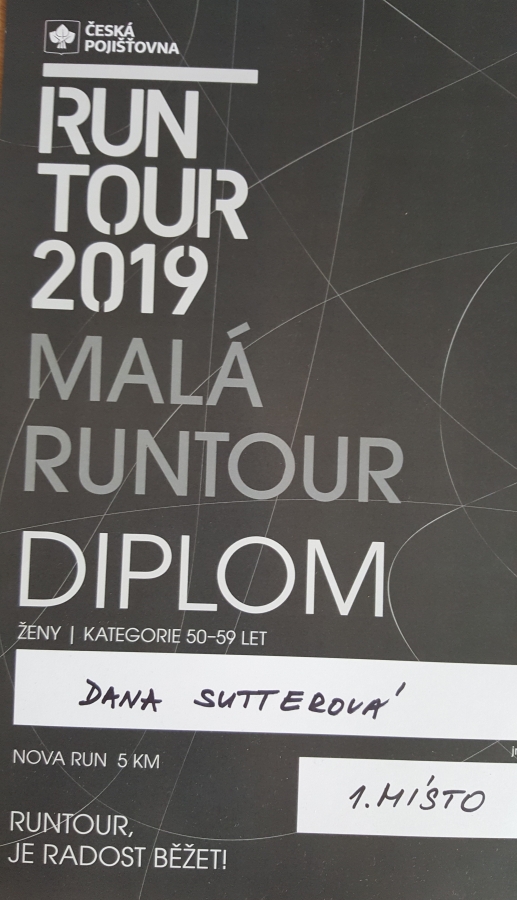 ČESKÁ
POJIŠŤOVNA
RUN
TOUR
2019
MALÁ
RUNTOUR
DIPLOM
ŽENY | KATEGORIE 50-59 LET
DANA SUTTEROVÁ
NOVA RUN 5 KM
1. MÍSTO
RUNTOUR,
JE RADOST BĚŽET!